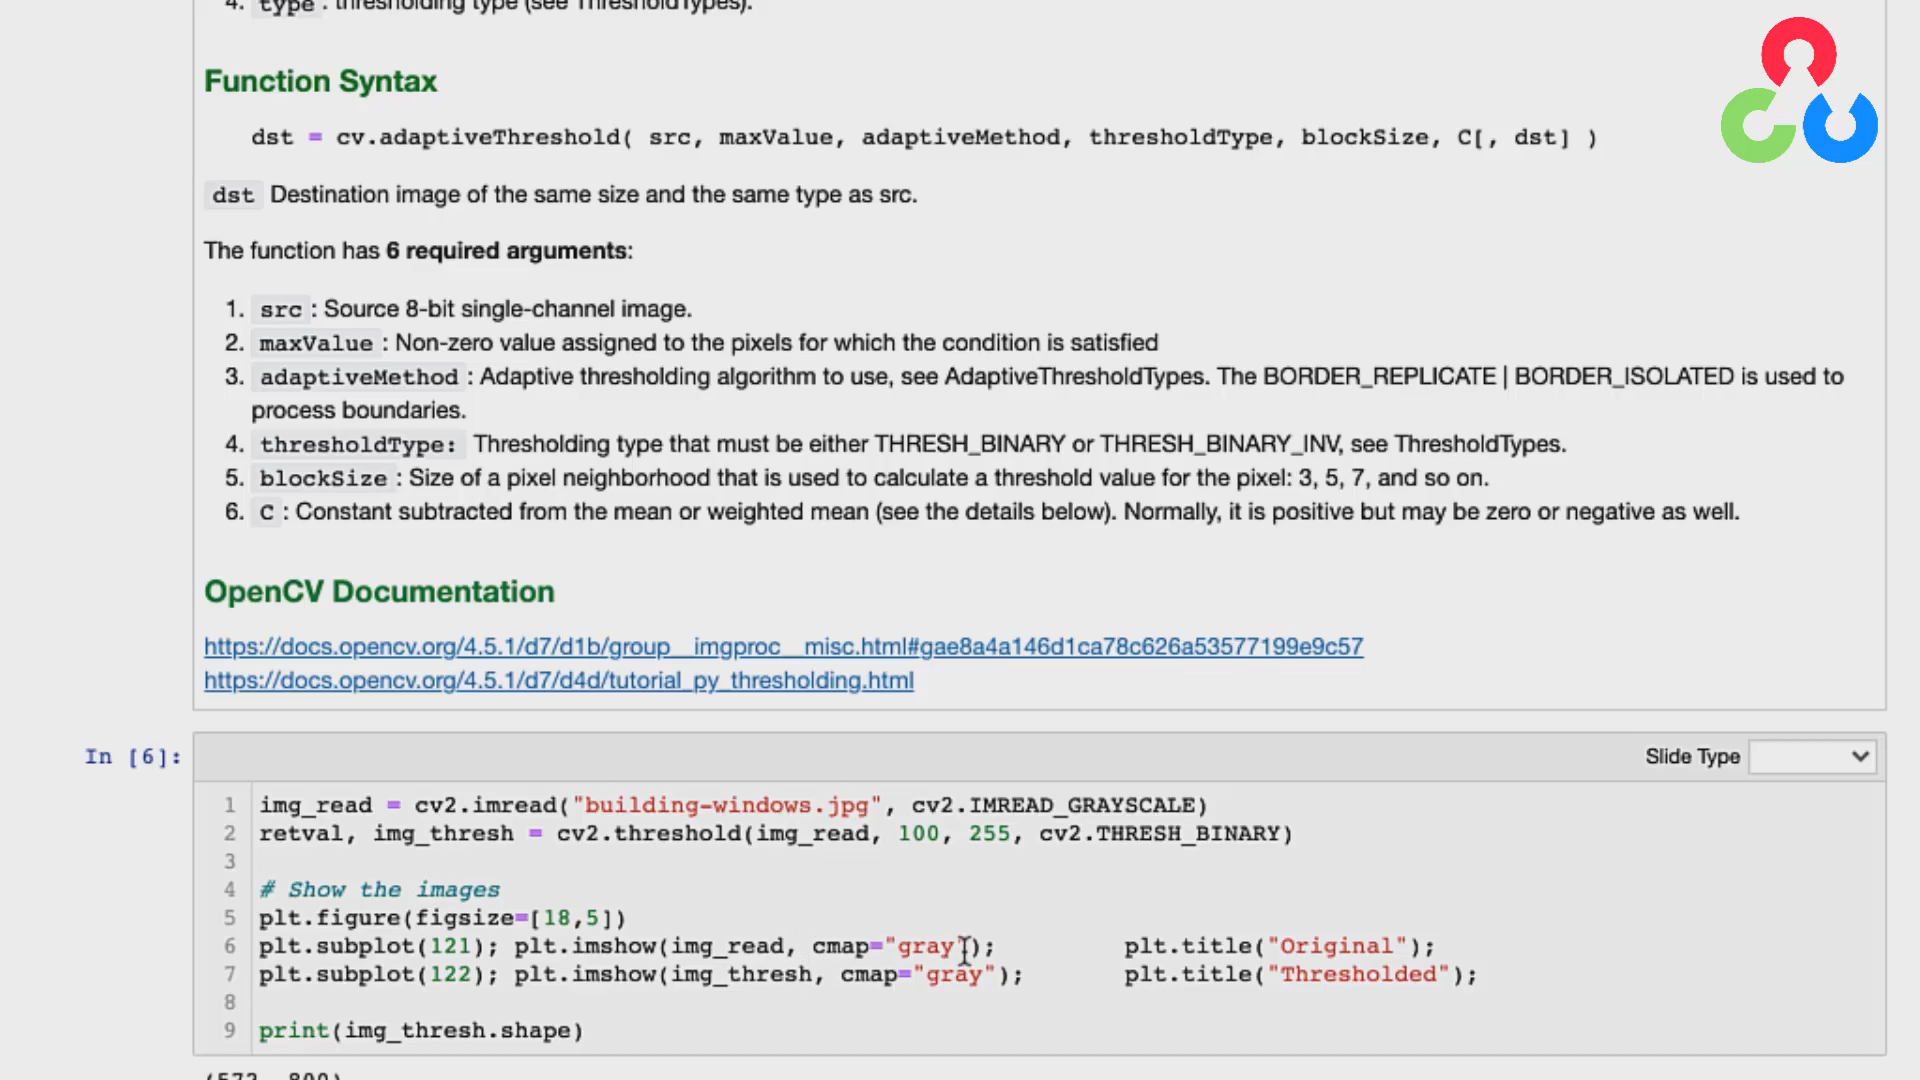 4. type : thresholding type (see ThresholdTypes).
Function Syntax
dst = cv.adaptiveThreshold( src, maxValue, adaptiveMethod, thresholdType, blockSize, C[, dst] )
dst Destination image of the same size and the same type as src.
The function has 6 required arguments:
1. src : Source 8-bit single-channel image.
2. maxValue : Non-zero value assigned to the pixels for which the condition is satisfied
3. adaptiveMethod : Adaptive thresholding algorithm to use, see AdaptiveThresholdTypes. The BORDER_REPLICATE | BORDER_ISOLATED is used to
process boundaries.
4. thresholdType: Thresholding type that must be either THRESH_BINARY or THRESH_BINARY_INV, see ThresholdTypes.
5. blockSize : Size of a pixel neighborhood that is used to calculate a threshold value for the pixel: 3, 5, 7, and so on.
6. C : Constant subtracted from the mean or weighted mean (see the details below). Normally, it is positive but may be zero or negative as well.
OpenCV Documentation
https://docs.opencv.org/4.5.1/d7/d1b/group__imgproc__misc.html#gae8a4a146d1ca78c626a53577199e9c57
https://docs.opencv.org/4.5.1/d7/d4d/tutorial_py_thresholding.html
In [6]:
Slide Type
1 img_read = cv2.imread("building-windows.jpg", cv2.IMREAD_GRAYSCALE)
2 retval, img_thresh = cv2.threshold(img_read, 100, 255, cv2.THRESH_BINARY)
3
4 # Show the images
5 plt.figure(figsize=[18,5])
6 plt.subplot(121); plt.imshow(img_read, cmap="gray"); plt.title("Original");
7 plt.subplot(122); plt.imshow(img_thresh, cmap="gray"); plt.title("Thresholded");
8
9 print(img_thresh.shape)
(572, 800)